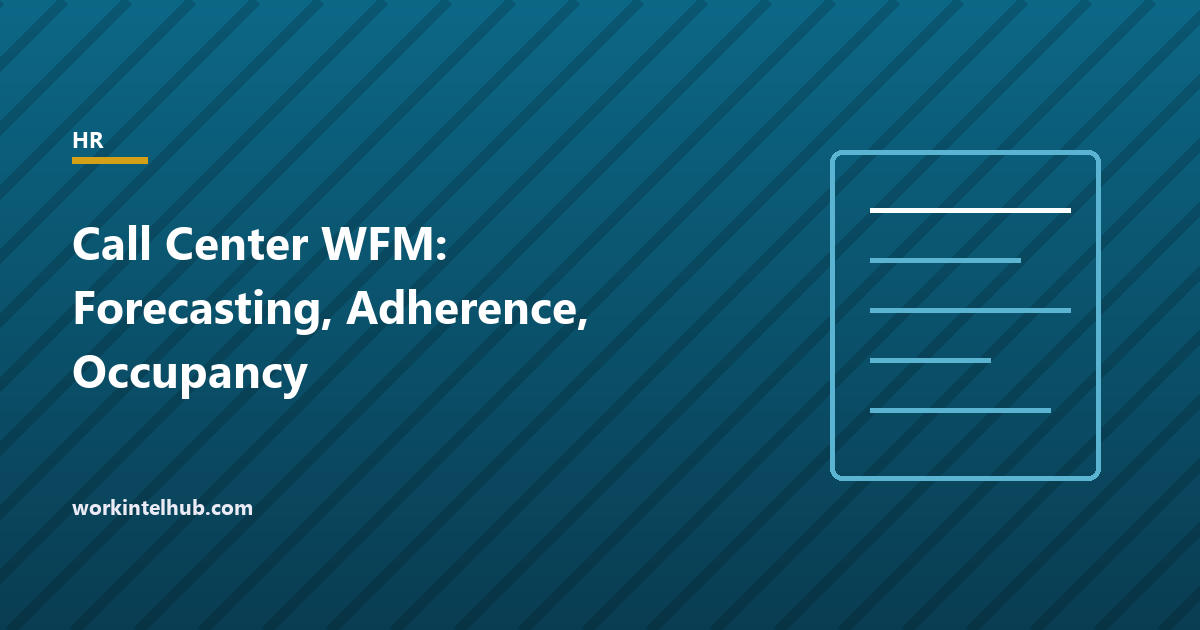 HR
Call Center WFM:
Forecasting, Adherence,
Occupancy
workintelhub.com